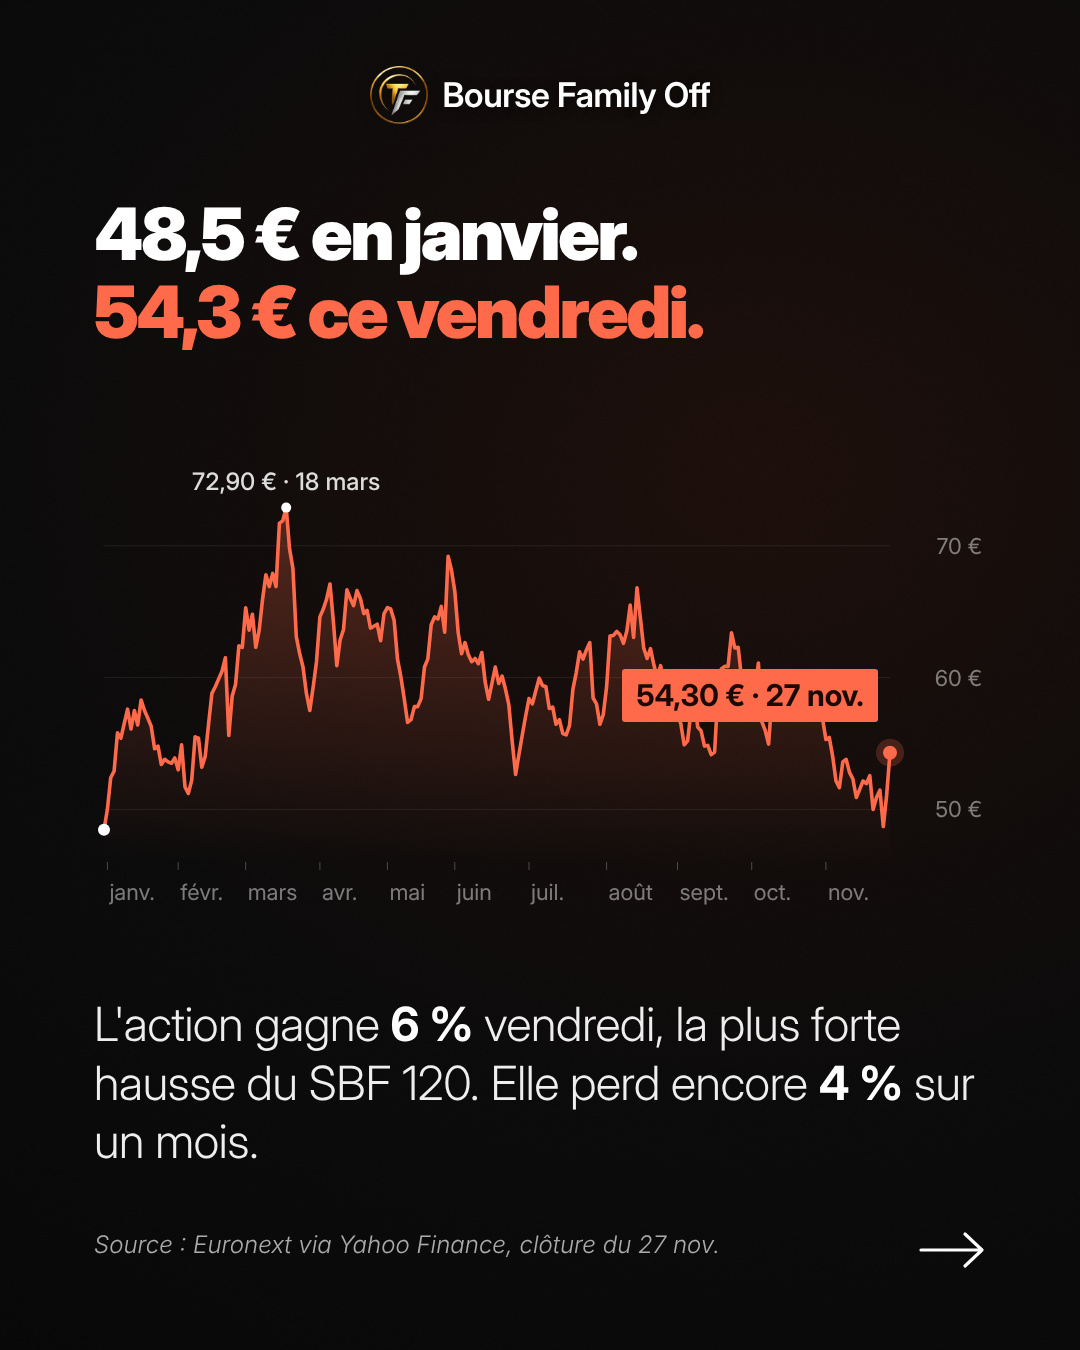 TF Bourse Family Off
48,5 € en janvier.
54,3 € ce vendredi.
72,90 € · 18 mars
70 €
60 €
54,30 € · 27 nov.
50 €
janv. févr. mars avr. mai juin juil. août sept. oct. nov.
L'action gagne 6 % vendredi, la plus forte
hausse du SBF 120. Elle perd encore 4 % sur
un mois.
Source : Euronext via Yahoo Finance, clôture du 27 nov.